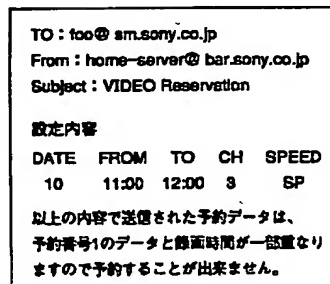 TO : foo@ sm.sony.co.jp
From : home-server@ bar.sony.co.jp
Subject : VIDEO Reservation
設定内容
DATE FROM TO CH SPEED
10 11:00 12:00 3 SP
以上の内容で送信された予約データは、
予約番号1のデータと録画時間が一部重なり
ますので予約することが出来ません。